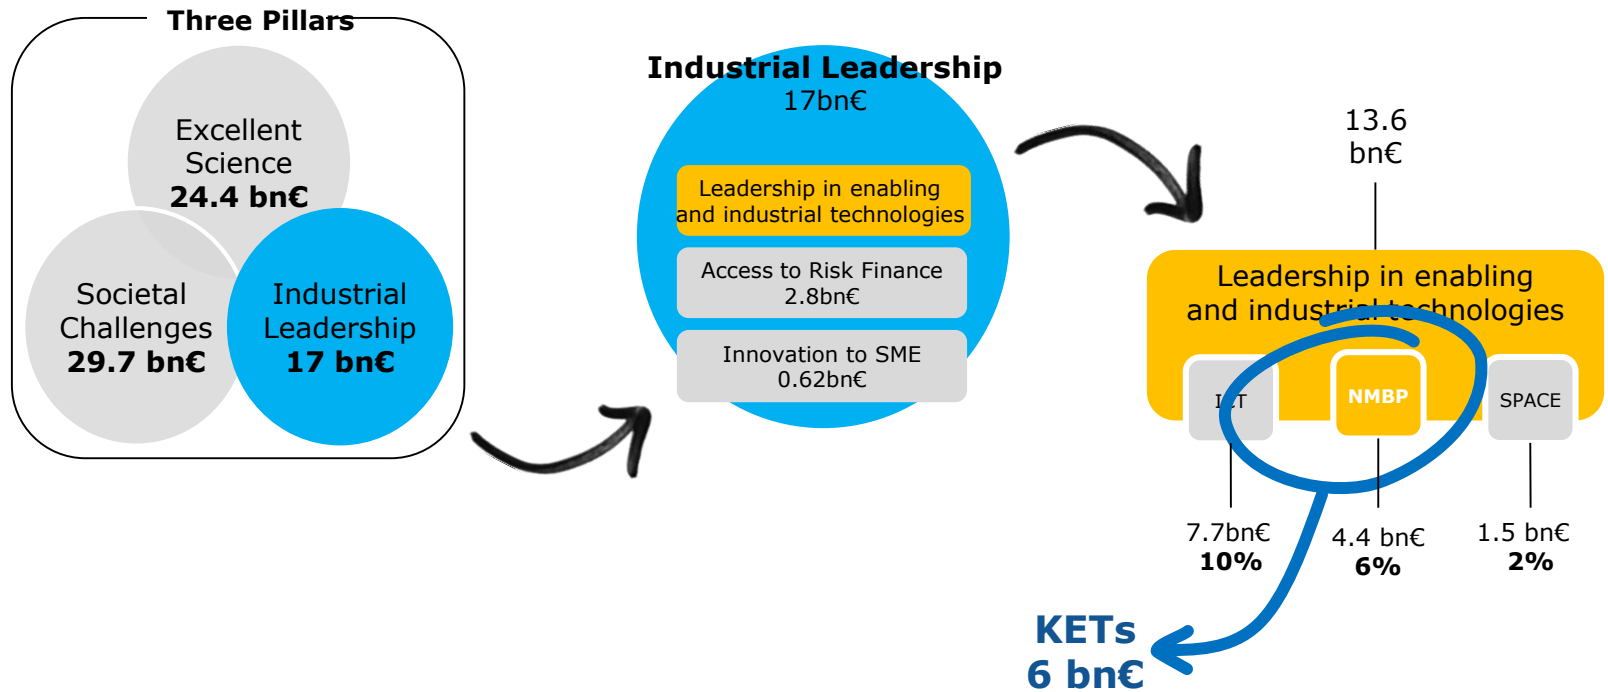 Three Pillars
Excellent
Science
24.4 bn€
Societal
Challenges
29.7 bn€
Industrial
Leadership
17 bn€
Industrial Leadership
17bn€
Leadership in enabling
and industrial technologies
Access to Risk Finance
2.8bn€
Innovation to SME
0.62bn€
13.6
bn€
Leadership in enabling
and industrial technologies
ICT
NMBP
SPACE
7.7bn€
10%
4.4 bn€
6%
1.5 bn€
2%
KETs
6 bn€